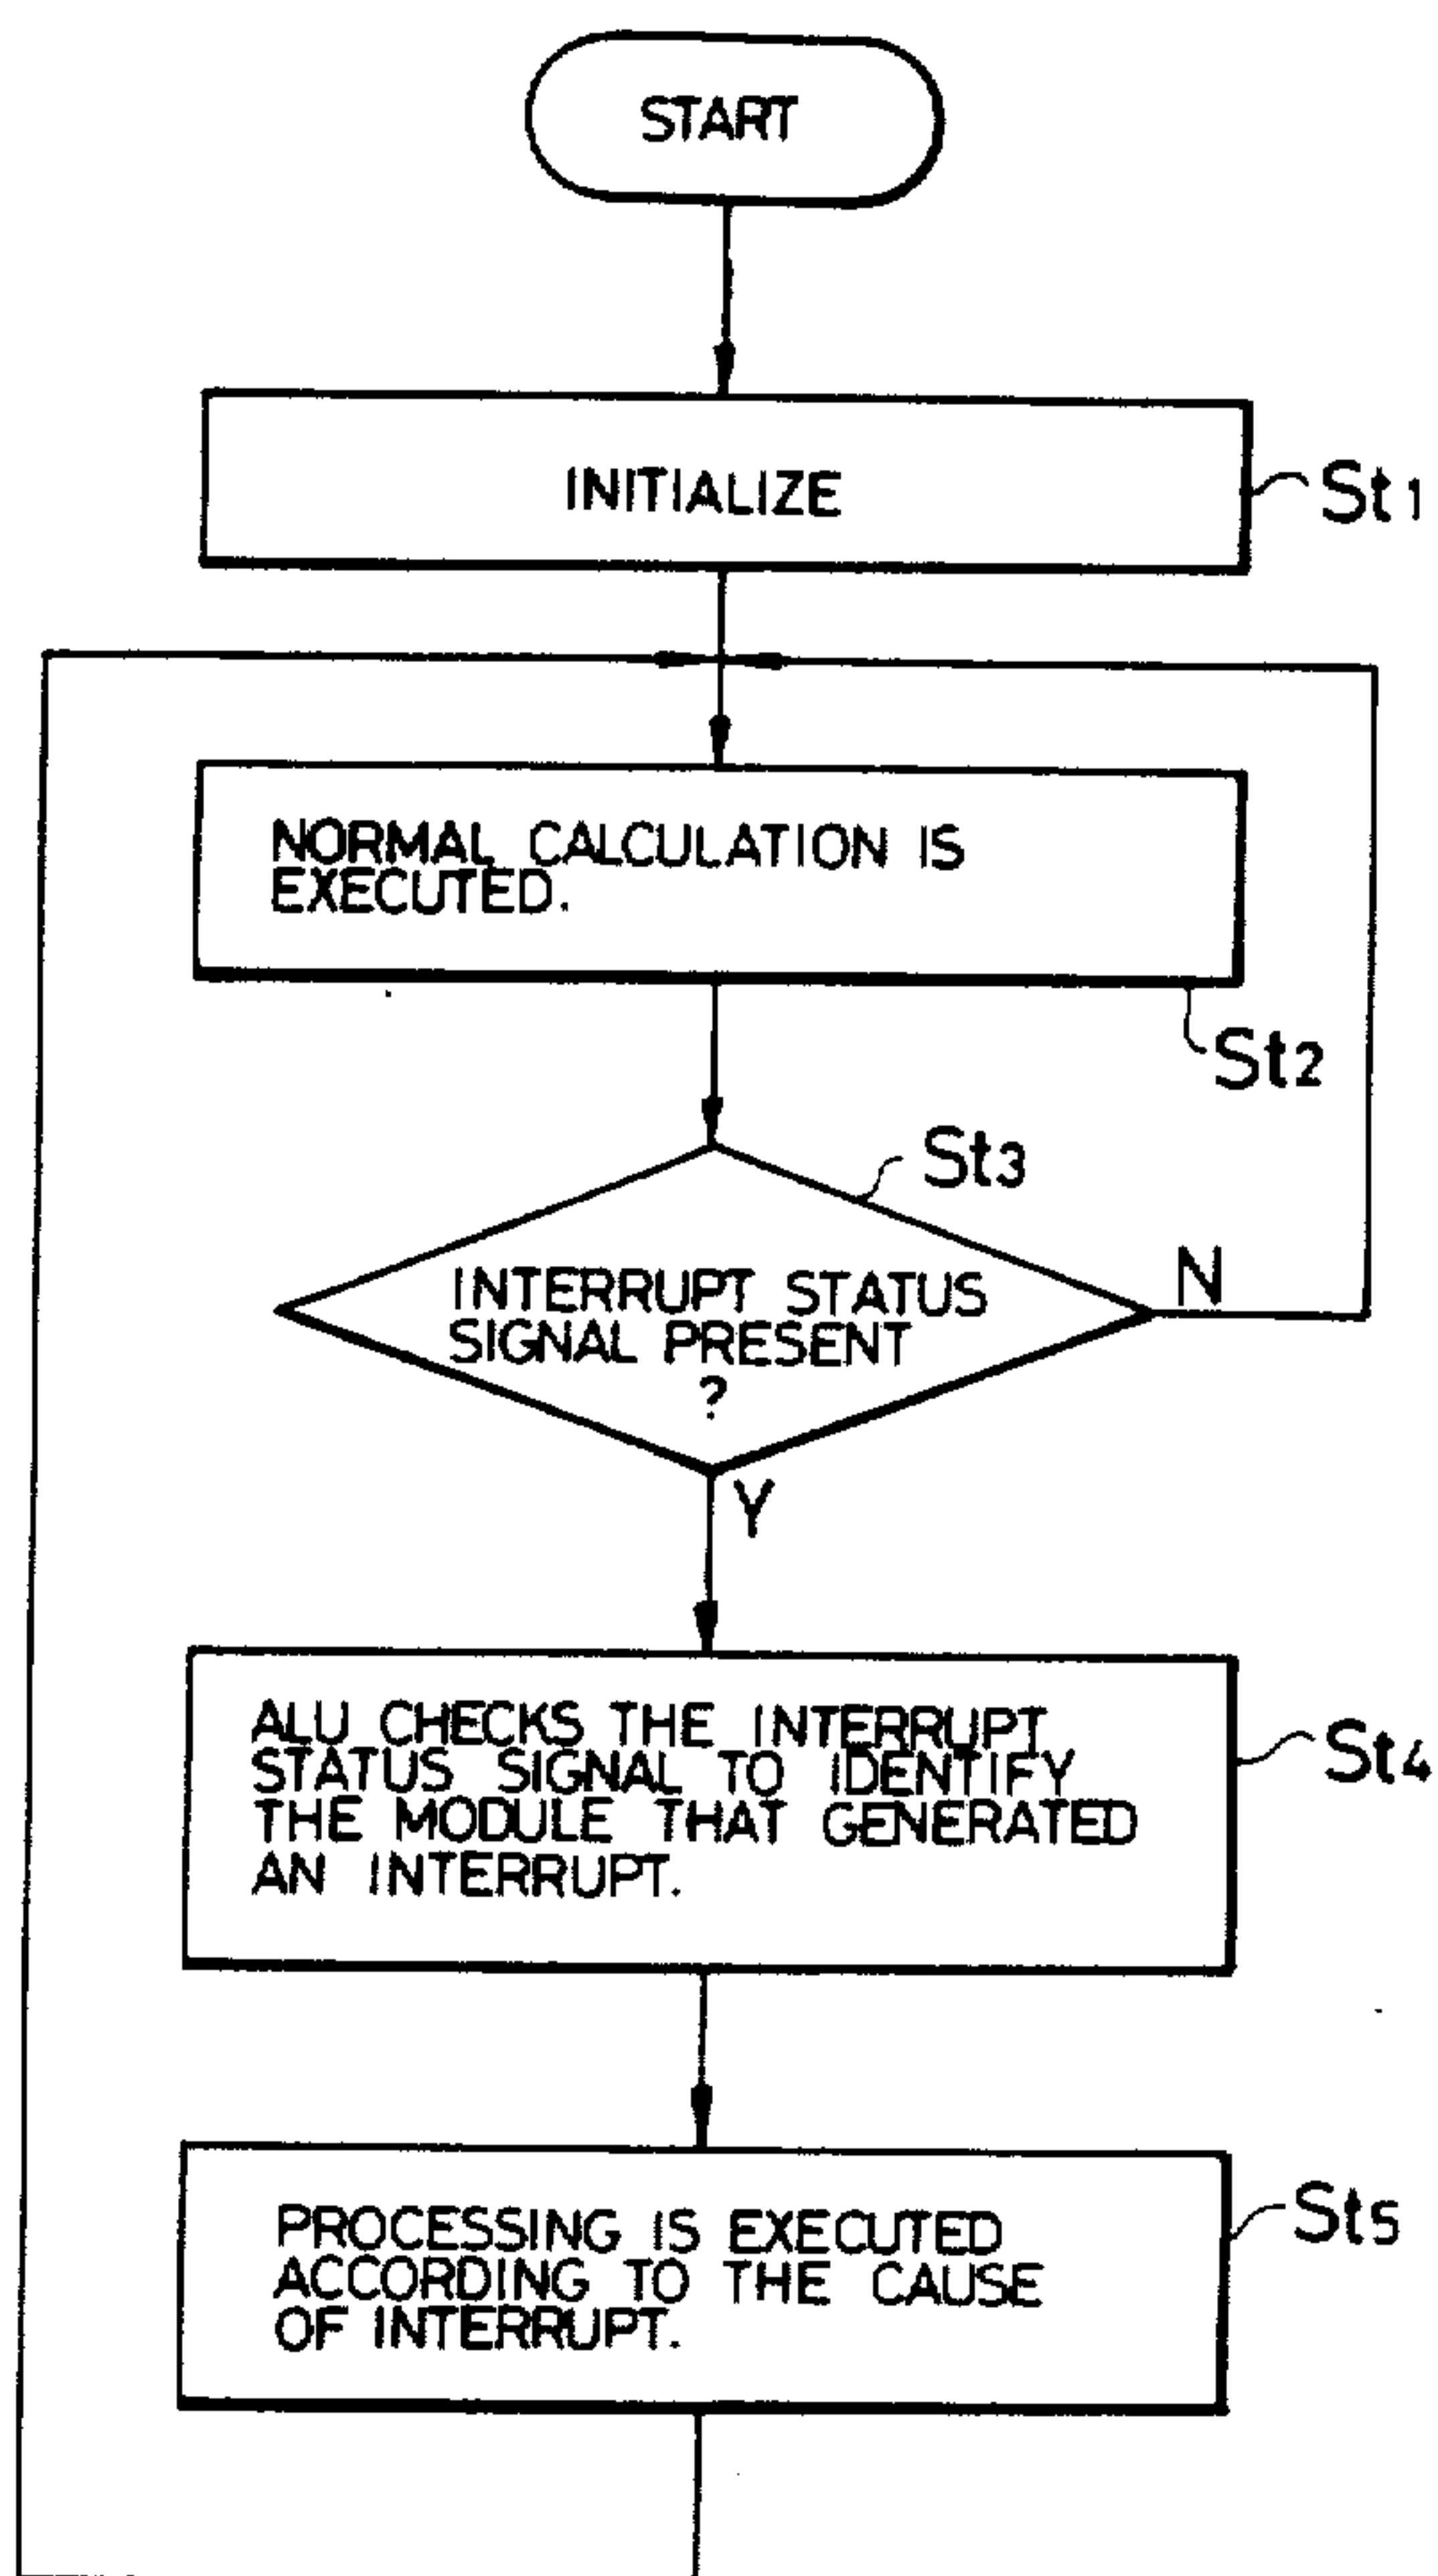 START
INITIALIZE
St1
NORMAL CALCULATION IS
EXECUTED.
St2
St3
INTERRUPT STATUS
SIGNAL PRESENT
?
N
Y
ALU CHECKS THE INTERRUPT
STATUS SIGNAL TO IDENTIFY
THE MODULE THAT GENERATED
AN INTERRUPT.
St4
PROCESSING IS EXECUTED
ACCORDING TO THE CAUSE
OF INTERRUPT.
St5